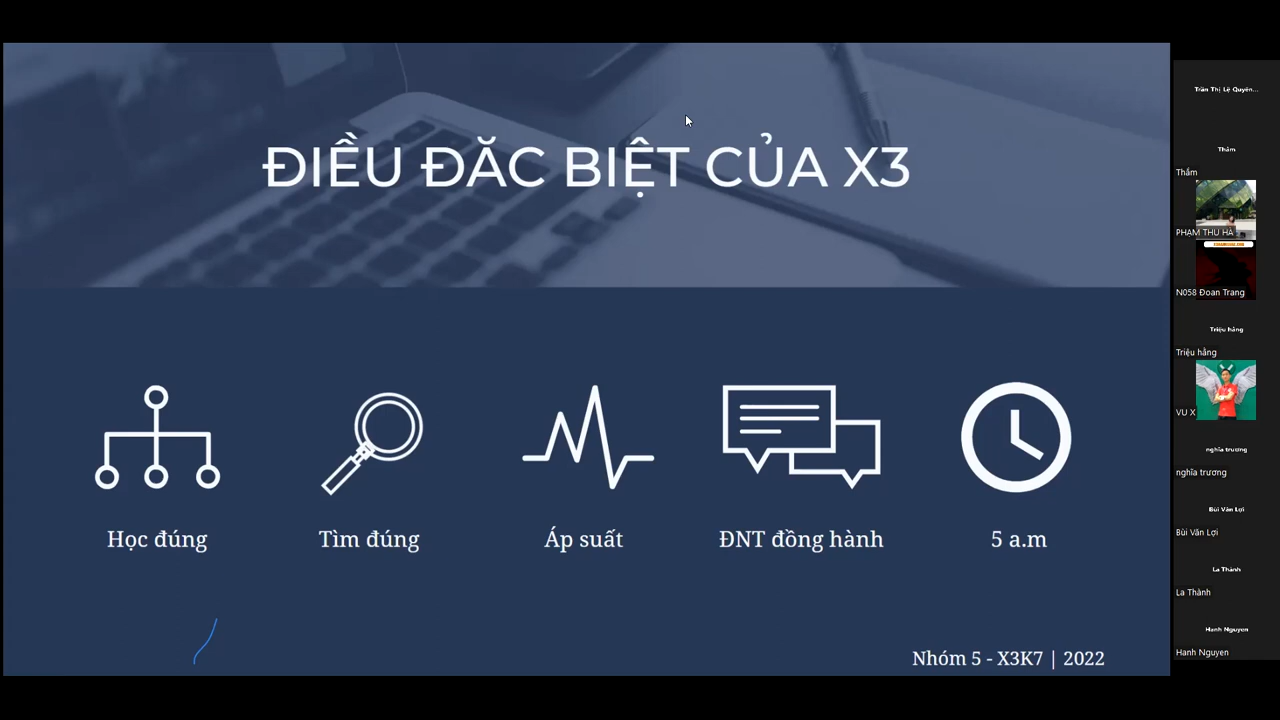 ĐIỀU ĐẶC BIỆT CỦA X3
Học đúng
Tìm đúng
Áp suất
ĐNT đồng hành
5 a.m
Nhóm 5 - X3K7 | 2022
Trần Thị Lệ Quyên...
Thắm
Thắm
PHẠM THU HÀ
N058 Đoan Trang
Triệu hằng
Triệu hằng
VU X
nghĩa trương
nghĩa trương
Bùi Văn Lợi
Bùi Văn Lợi
La Thành
La Thành
Hanh Nguyen
Hanh Nguyen